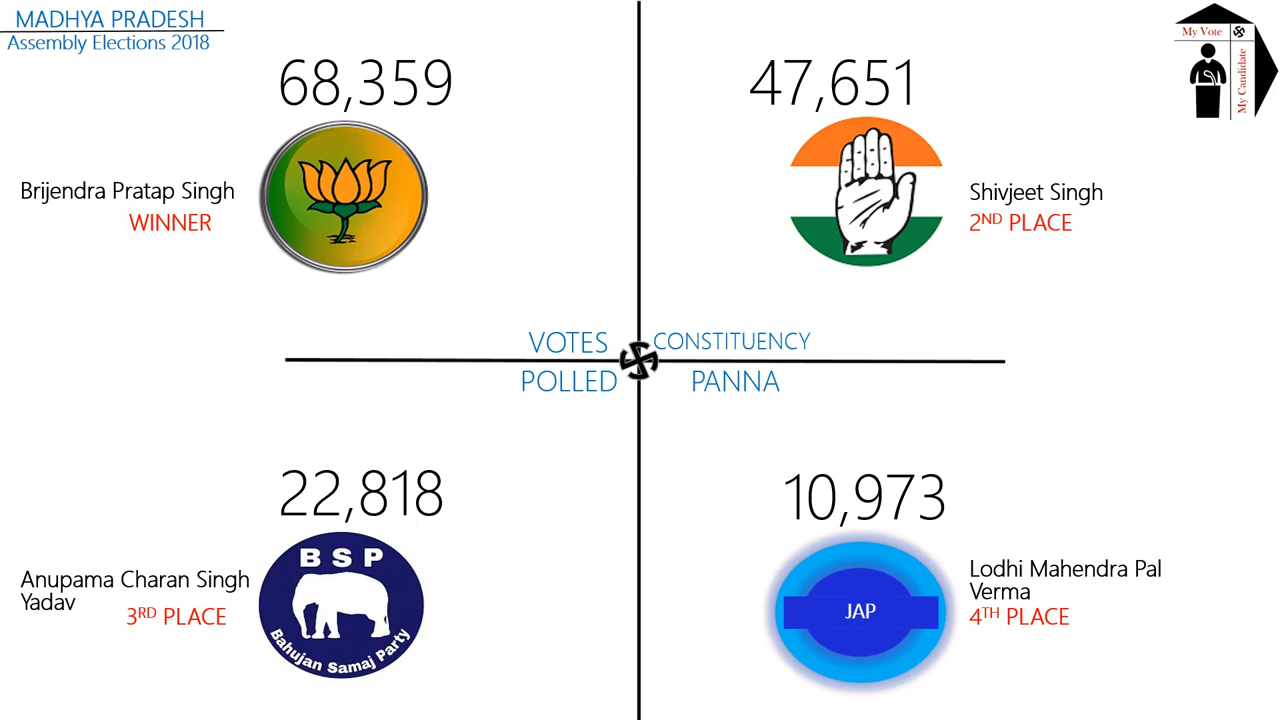 MADHYA PRADESH
Assembly Elections 2018
My Vote
My Candidate
68,359
Brijendra Pratap Singh
WINNER
47,651
Shivjeet Singh
2ND PLACE
VOTES
POLLED
CONSTITUENCY
PANNA
22,818
BSP
Bahujan Samaj Party
Anupama Charan Singh
Yadav
3RD PLACE
10,973
JAP
Lodhi Mahendra Pal
Verma
4TH PLACE